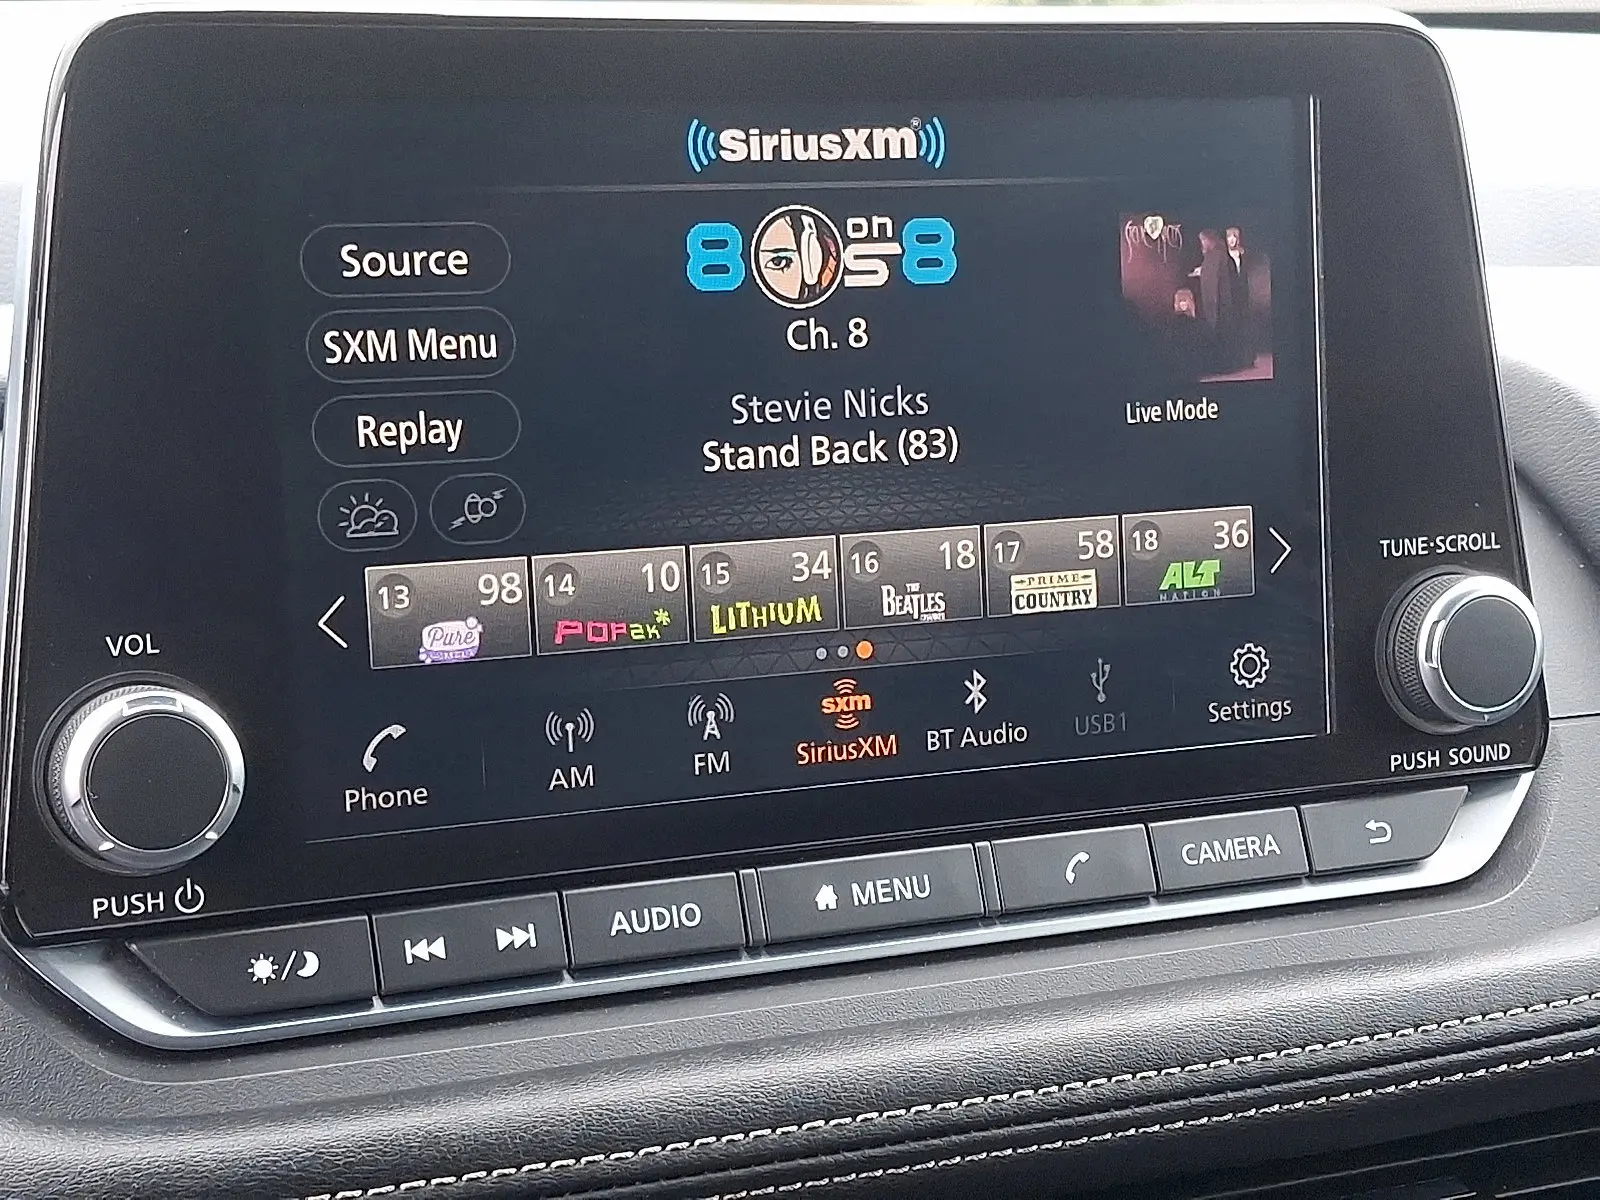 SiriusXM®
8 on 8
80s
Ch. 8
Source
SXM Menu
Replay
Stevie Nicks
Stand Back (83)
Live Mode
13 98
Pure
14 10
POP2K*
15 34
LITHIUM
16 18
THE BEATLES
17 58
PRIME COUNTRY
18 36
ALT
NATION
Phone
AM
FM
sxm
SiriusXM
BT Audio
USB1
Settings
VOL
PUSH
TUNE·SCROLL
PUSH SOUND
AUDIO
MENU
CAMERA